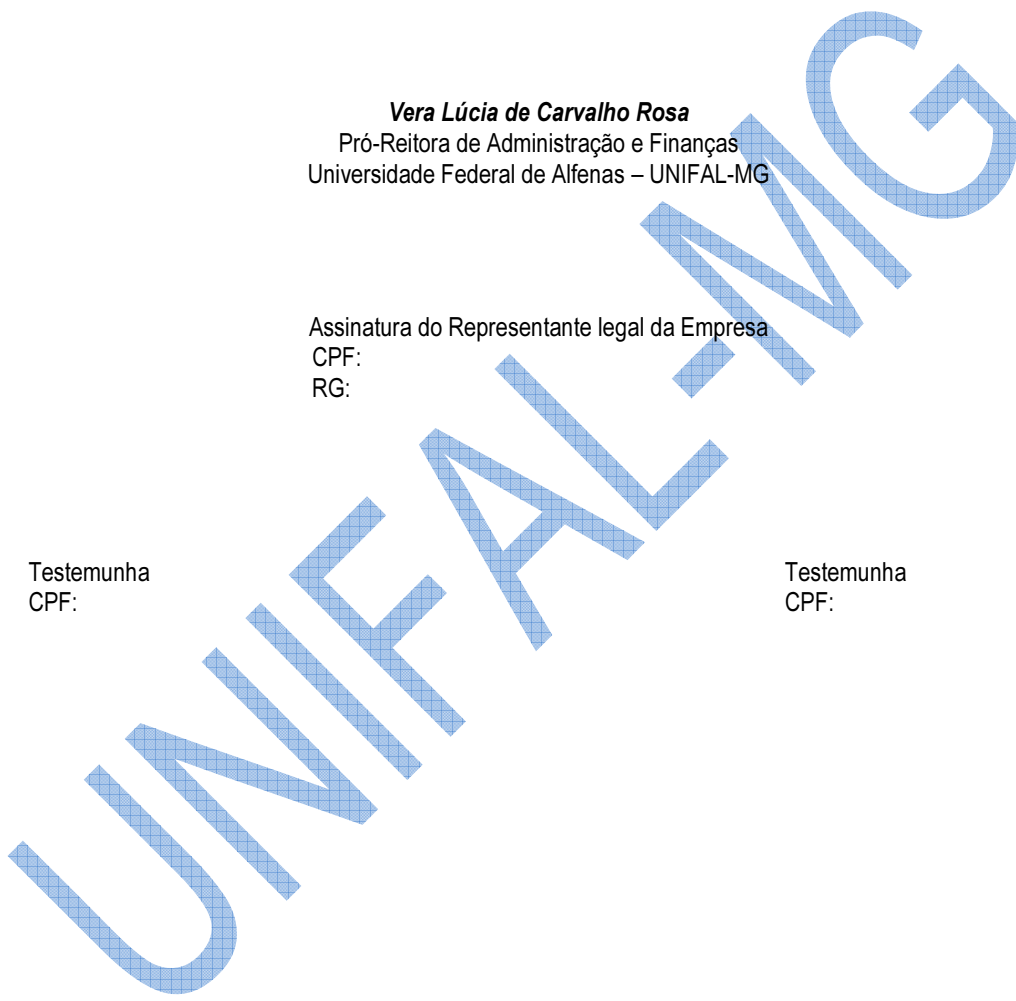 Vera Lúcia de Carvalho Rosa
Pró-Reitora de Administração e Finanças
Universidade Federal de Alfenas – UNIFAL-MG
Assinatura do Representante legal da Empresa
CPF:
RG:
Testemunha
CPF:
Testemunha
CPF:
UNIFAL-MG